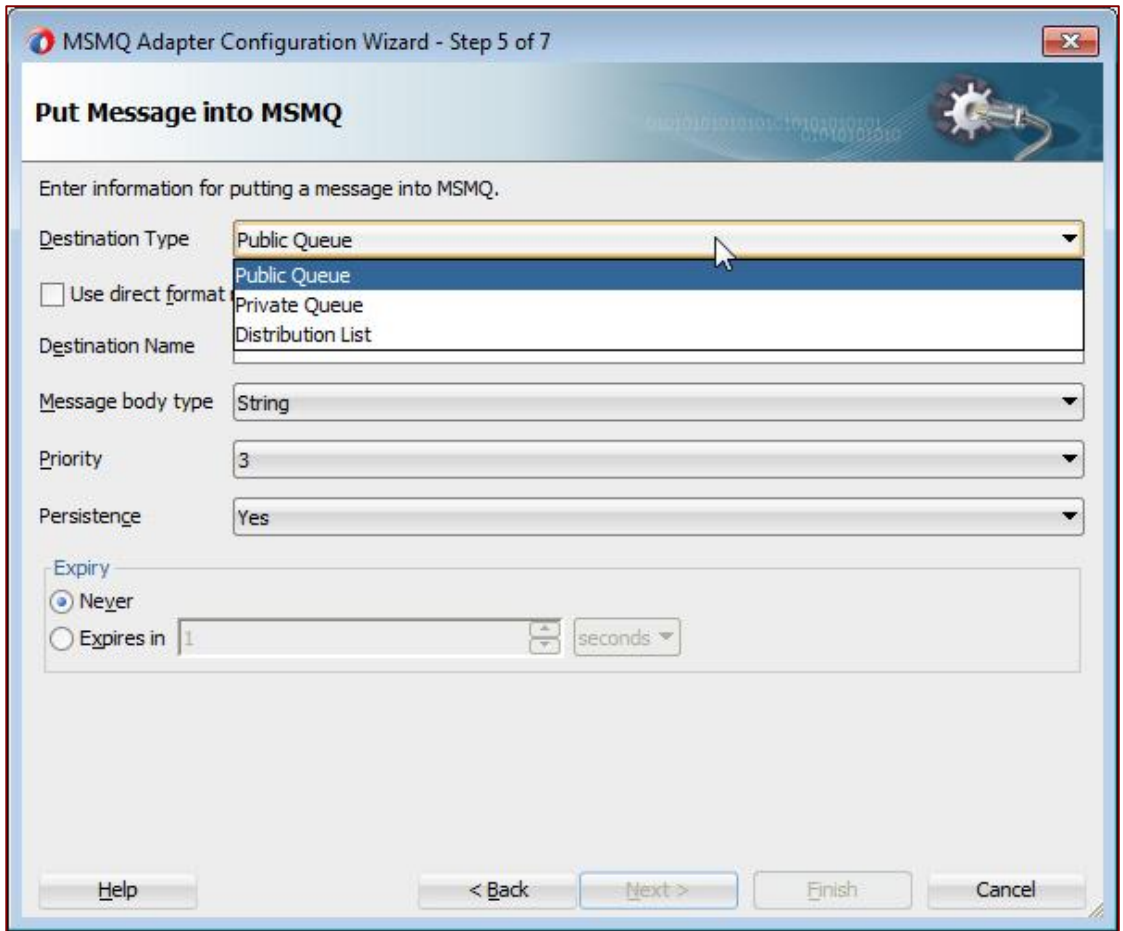 MSMQ Adapter Configuration Wizard - Step 5 of 7
Put Message into MSMQ
Enter information for putting a message into MSMQ.
Destination Type Public Queue
Public Queue
Use direct format
Private Queue
Distribution List
Destination Name
Message body type String
Priority 3
Persistence Yes
Expiry
Never
Expires in 1 seconds
Help < Back Next > Finish Cancel